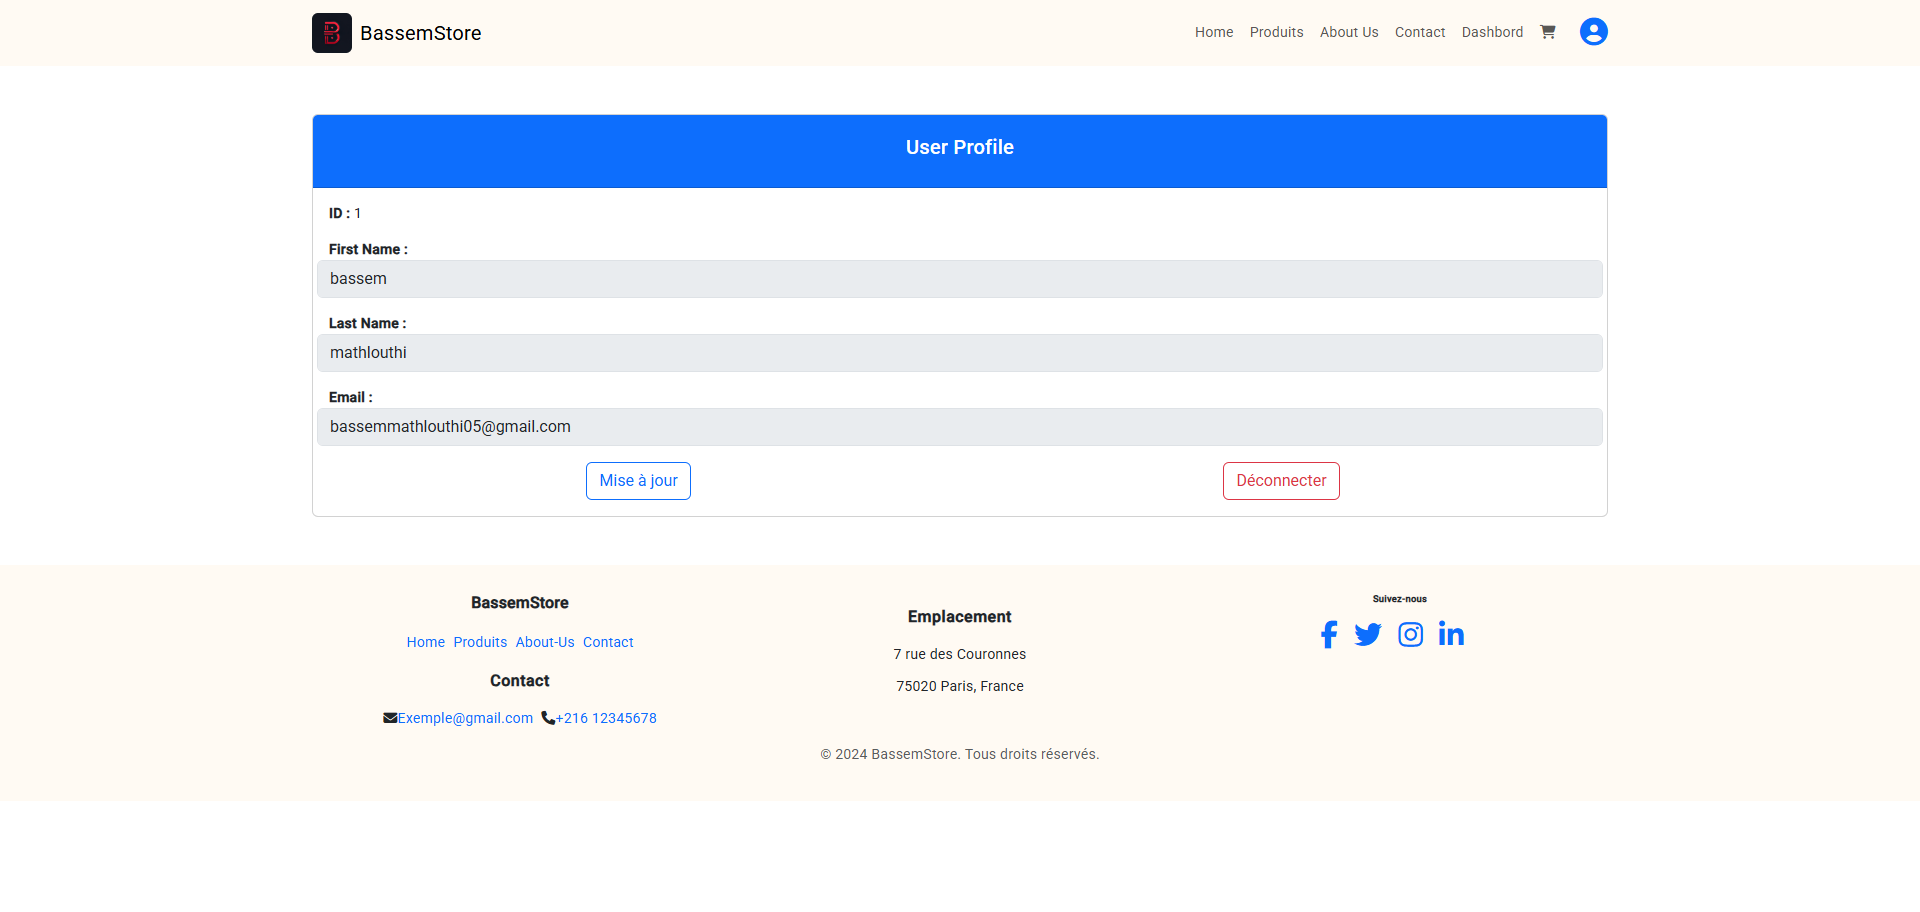 BassemStore
Home Produits About Us Contact Dashbord
User Profile
ID : 1
First Name :
bassem
Last Name :
mathlouthi
Email :
bassemmathlouthi05@gmail.com
Mise à jour Déconnecter
BassemStore
Home Produits About-Us Contact
Contact
Exemple@gmail.com +216 12345678
Emplacement
7 rue des Couronnes
75020 Paris, France
Suivez-nous
© 2024 BassemStore. Tous droits réservés.